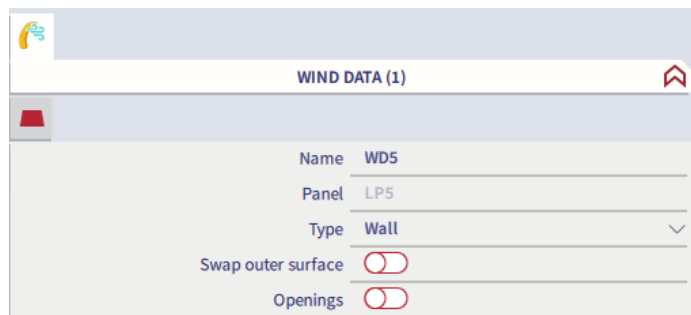 WIND DATA (1)
Name WD5
Panel LP5
Type Wall
Swap outer surface
Openings